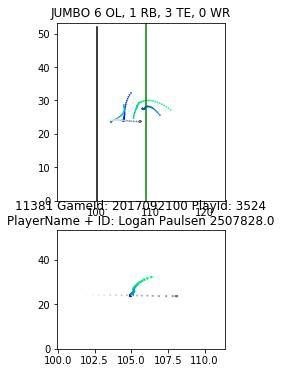 JUMBO 6 OL, 1 RB, 3 TE, 0 WR
50
40
30
20
10
0
100 110 120
11381 GameId: 2017092100 PlayId: 3524
PlayerName + ID: Logan Paulsen 2507828.0
40
20
0
100.0 102.5 105.0 107.5 110.0